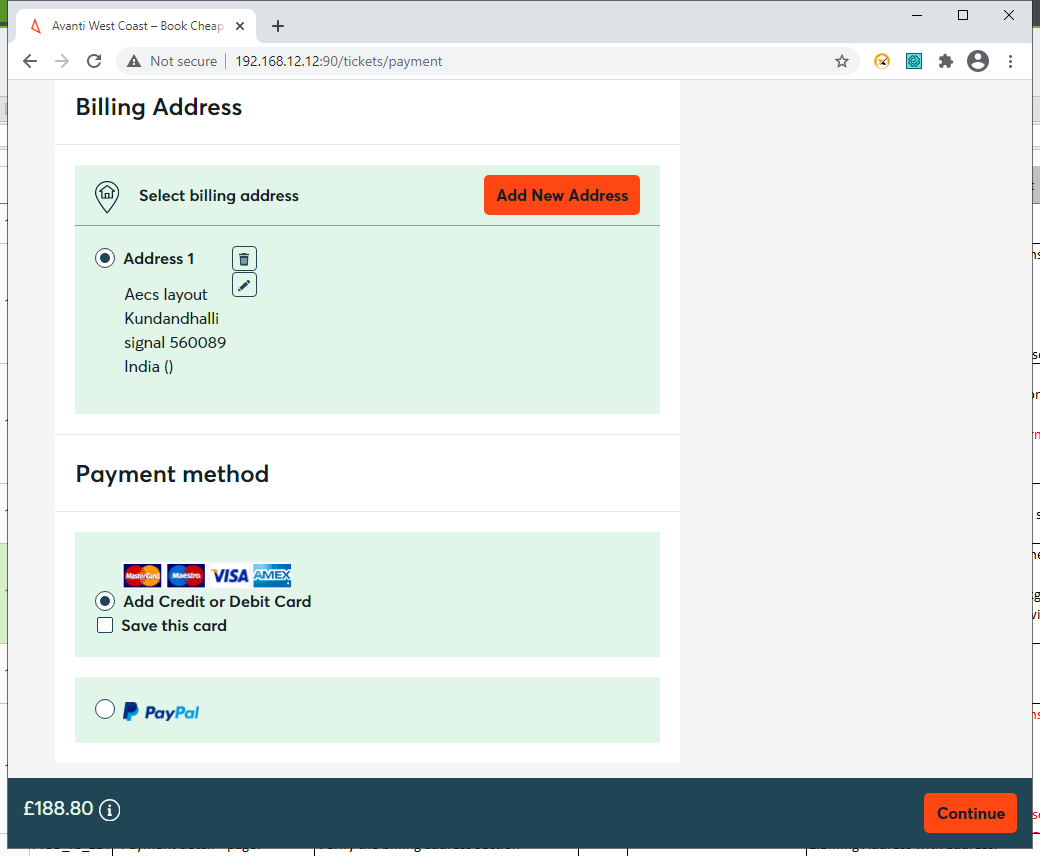 Avanti West Coast – Book Cheap
Not secure
192.168.12.12:90/tickets/payment
Billing Address
Select billing address
Add New Address
Address 1
Aecs layout
Kundandhalli
signal 560089
India ()
Payment method
MasterCard Maestro VISA AMEX
Add Credit or Debit Card
Save this card
PayPal
£188.80
Continue